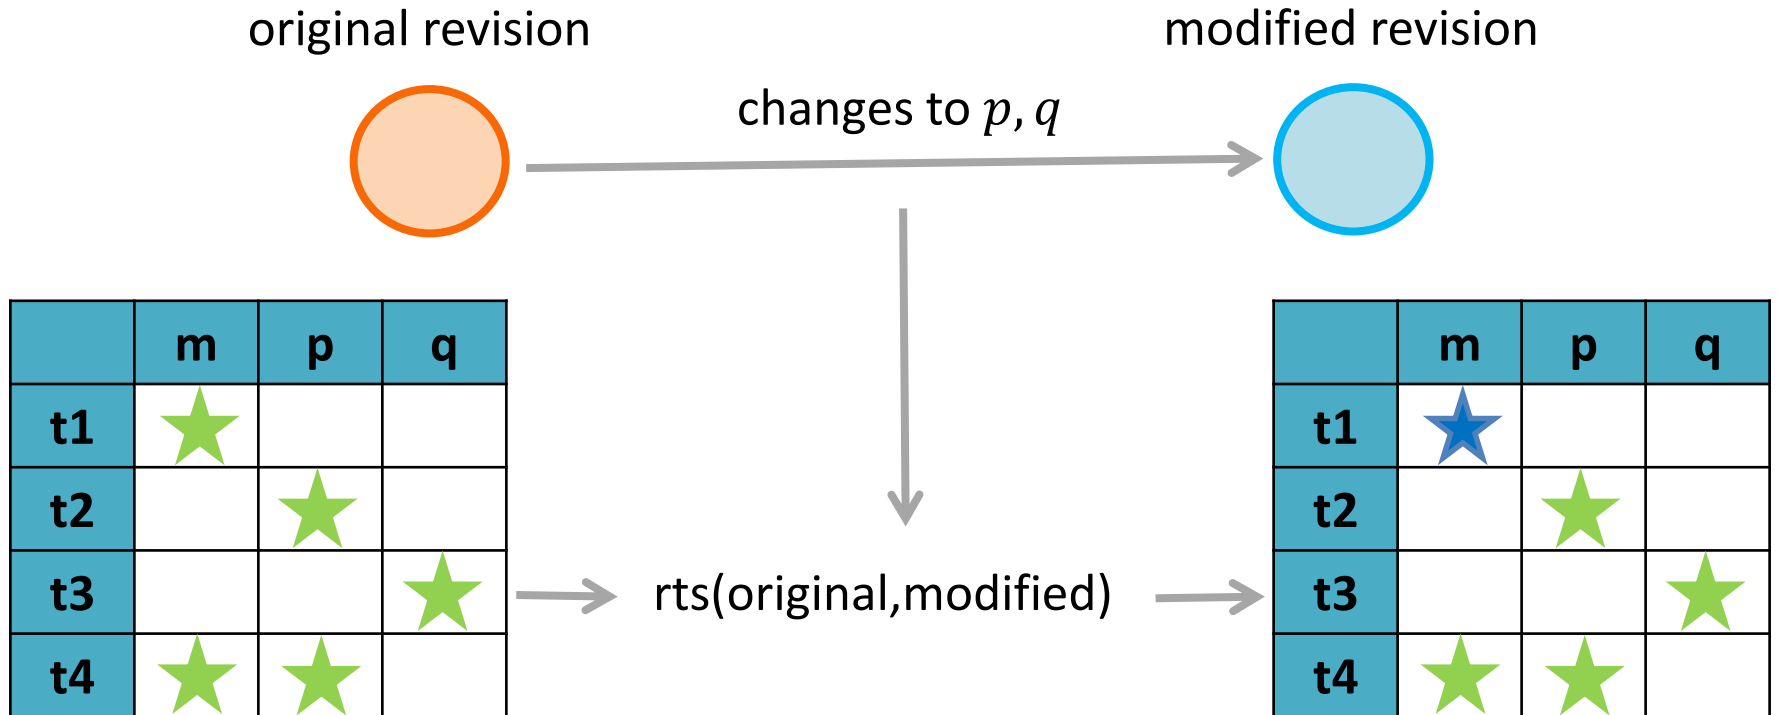 original revision
modified revision
changes to p, q
m p q
t1
t2
t3
t4
rts(original,modified)
m p q
t1
t2
t3
t4